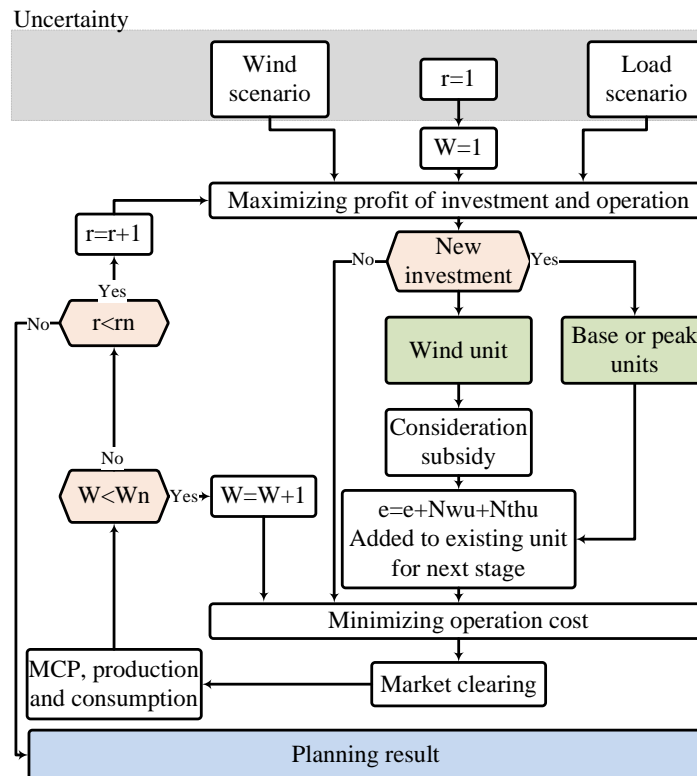 Uncertainty
Wind
scenario
r=1
Load
scenario
W=1
Maximizing profit of investment and operation
r=r+1
No
New
investment
Yes
Yes
No
r<rn
Wind unit
Base or peak
units
Consideration
subsidy
No
W<Wn
Yes
W=W+1
e=e+Nwu+Nthu
Added to existing unit
for next stage
Minimizing operation cost
MCP, production
and consumption
Market clearing
Planning result